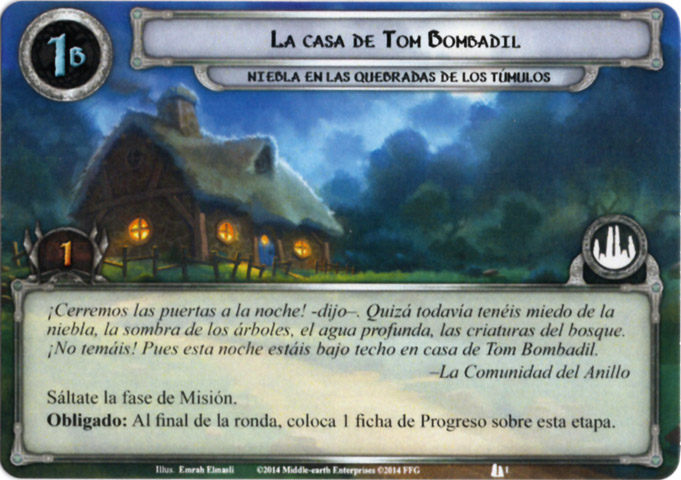 1B
La casa de Tom Bombadil
Niebla en las Quebradas de los Túmulos
1
¡Cerremos las puertas a la noche! -dijo–. Quizá todavía tenéis miedo de la
niebla, la sombra de los árboles, el agua profunda, las criaturas del bosque.
¡No temáis! Pues esta noche estáis bajo techo en casa de Tom Bombadil.
–La Comunidad del Anillo
Sáltate la fase de Misión.
Obligado: Al final de la ronda, coloca 1 ficha de Progreso sobre esta etapa.
Illus. Emrah Elmasli ©2014 Middle-earth Enterprises ©2014 FFG 1